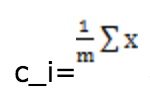 c_i=1/m ∑ x